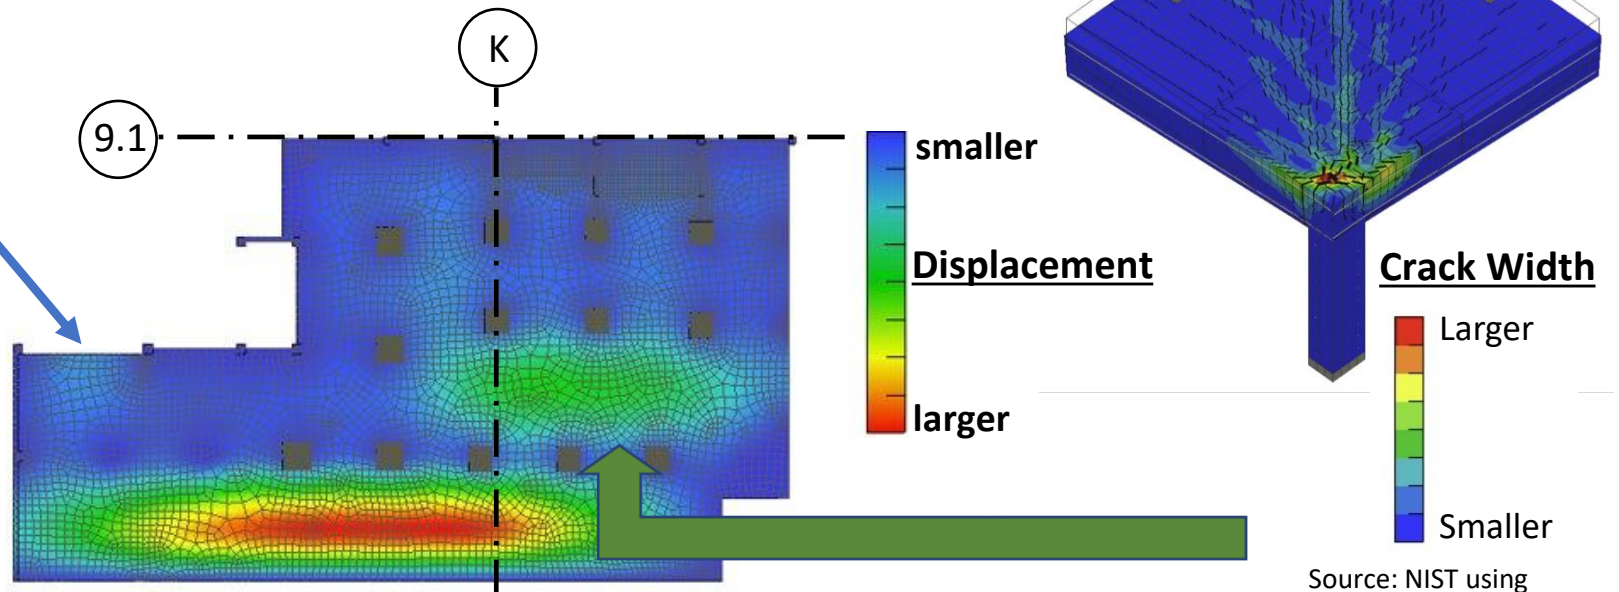 K
9.1
smaller
Displacement
larger
Crack Width
Larger
Smaller
Source: NIST using